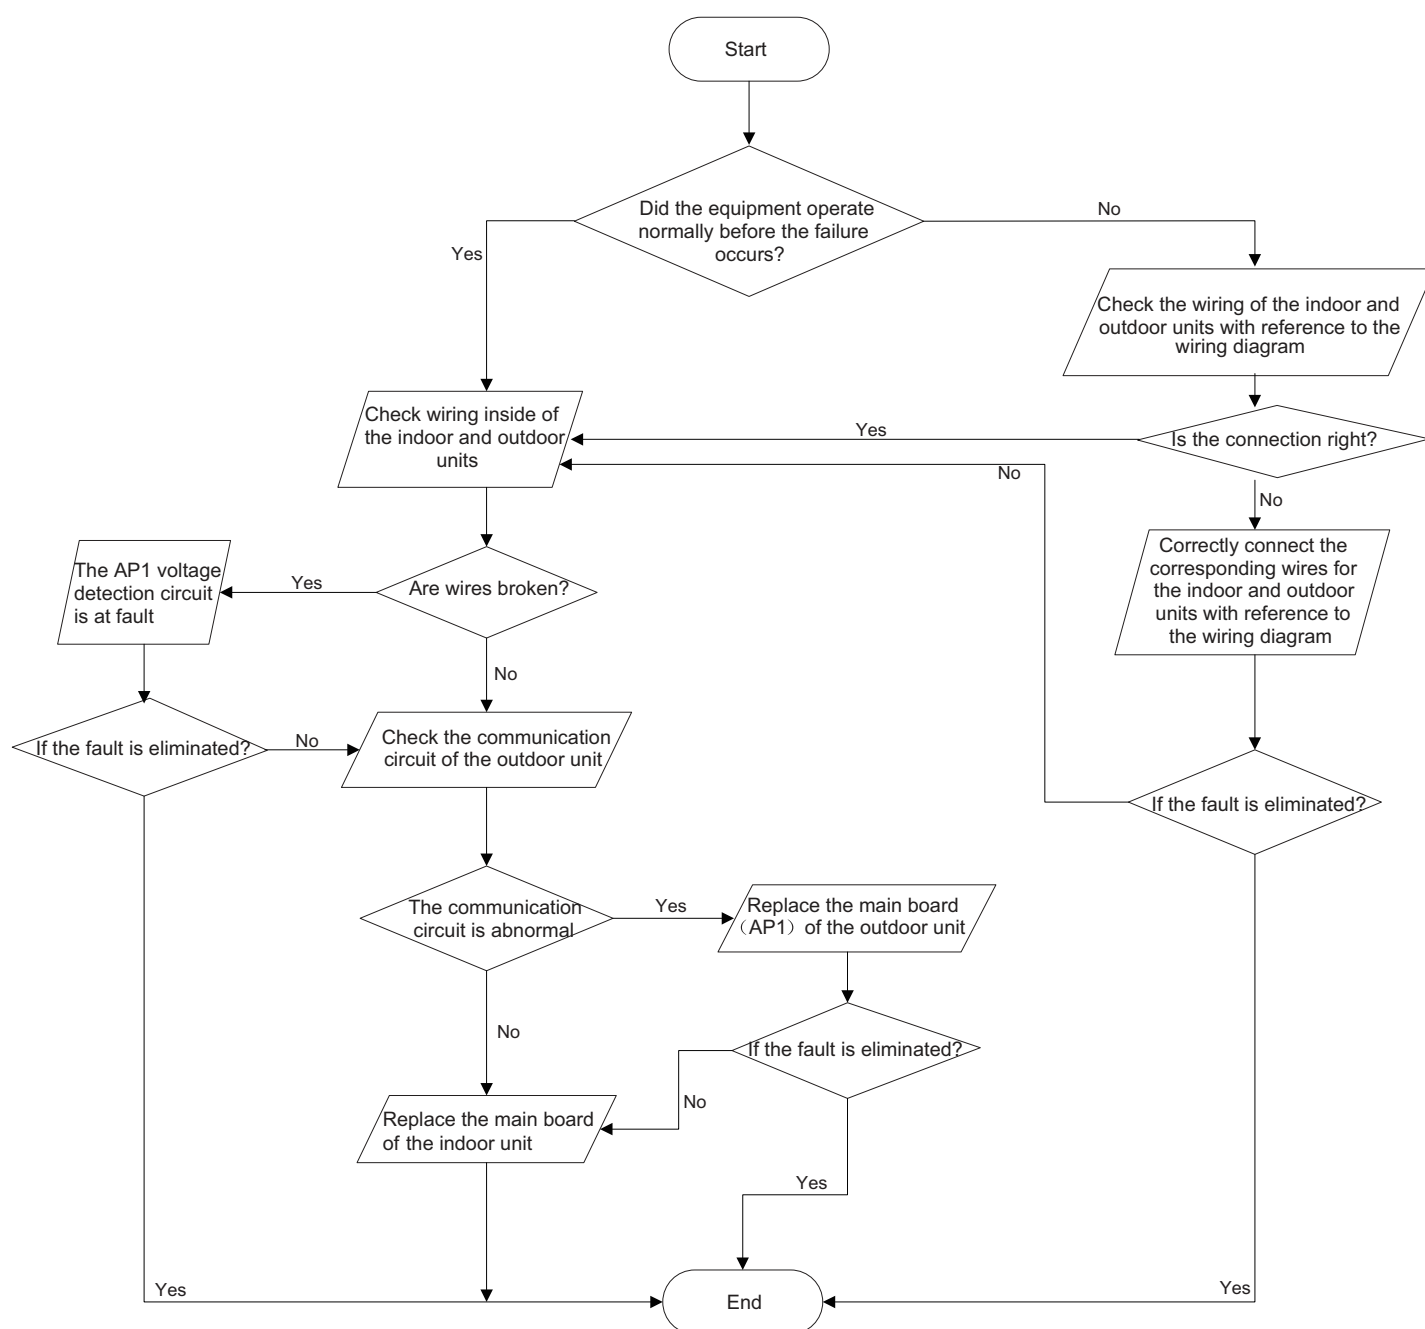 Start
Did the equipment operate
normally before the failure
occurs?
No
Yes
Check the wiring of the indoor and
outdoor units with reference to the
wiring diagram
Check wiring inside of
the indoor and outdoor
units
Yes
Is the connection right?
No
No
Correctly connect the
corresponding wires for
the indoor and outdoor
units with reference to
the wiring diagram
The AP1 voltage
detection circuit
is at fault
Yes
Are wires broken?
No
If the fault is eliminated?
No
Check the communication
circuit of the outdoor unit
If the fault is eliminated?
The communication
circuit is abnormal
Yes
Replace the main board
（AP1）of the outdoor unit
No
If the fault is eliminated?
No
Replace the main board
of the indoor unit
Yes
Yes
End
Yes